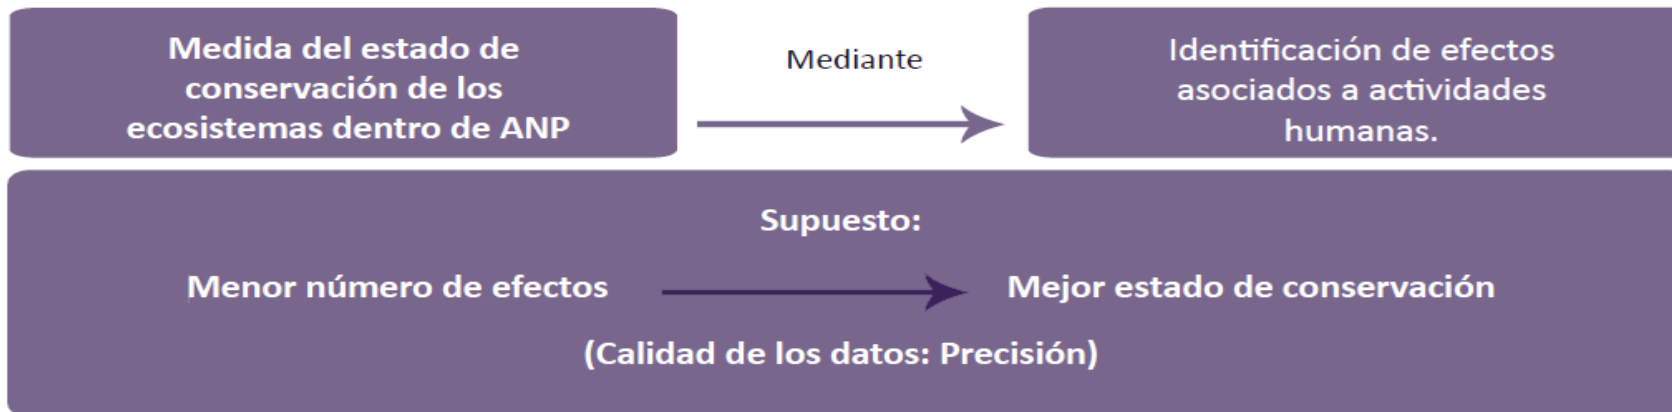 Medida del estado de
conservación de los
ecosistemas dentro de ANP
Mediante
Identificación de efectos
asociados a actividades
humanas.
Supuesto:
Menor número de efectos
Mejor estado de conservación
(Calidad de los datos: Precisión)